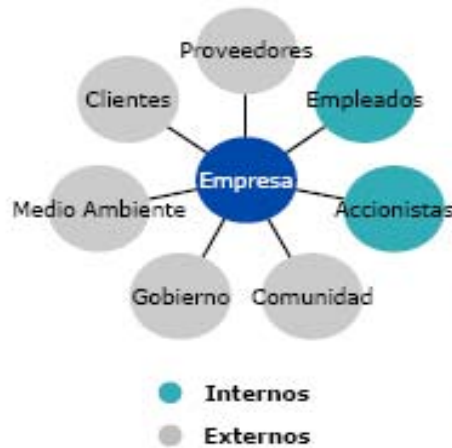 Proveedores
Clientes
Empleados
Empresa
Medio Ambiente
Accionistas
Gobierno
Comunidad
Internos
Externos